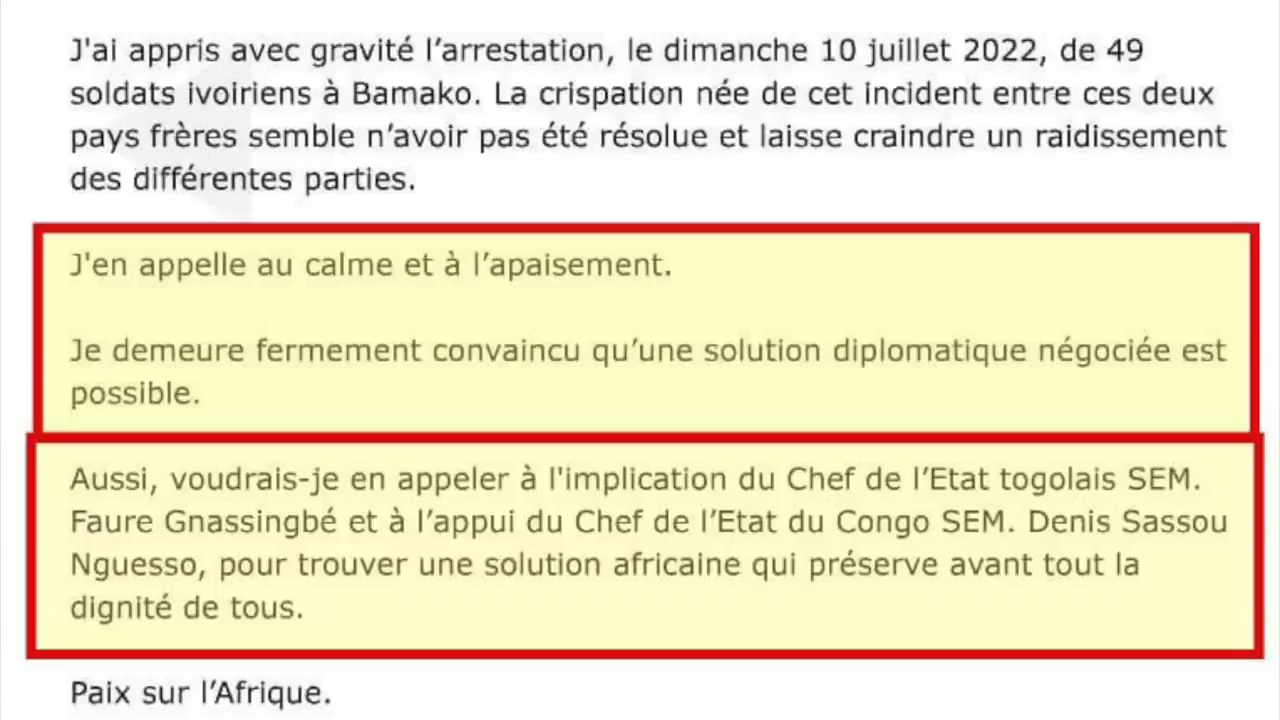 J'ai appris avec gravité l’arrestation, le dimanche 10 juillet 2022, de 49
soldats ivoiriens à Bamako. La crispation née de cet incident entre ces deux
pays frères semble n’avoir pas été résolue et laisse craindre un raidissement
des différentes parties.
J'en appelle au calme et à l’apaisement.
Je demeure fermement convaincu qu’une solution diplomatique négociée est
possible.
Aussi, voudrais-je en appeler à l'implication du Chef de l’Etat togolais SEM.
Faure Gnassingbé et à l’appui du Chef de l’Etat du Congo SEM. Denis Sassou
Nguesso, pour trouver une solution africaine qui préserve avant tout la
dignité de tous.
Paix sur l’Afrique.